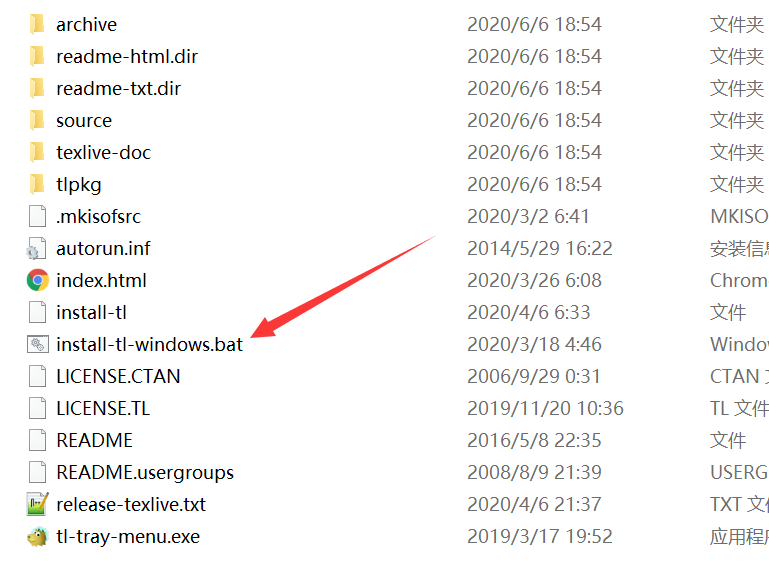 archive 2020/6/6 18:54 文件夹
readme-html.dir 2020/6/6 18:54 文件夹
readme-txt.dir 2020/6/6 18:54 文件夹
source 2020/6/6 18:54 文件夹
texlive-doc 2020/6/6 18:54 文件夹
tlpkg 2020/6/6 18:54 文件夹
.mkisofsrc 2020/3/2 6:41 MKISO
autorun.inf 2014/5/29 16:22 安装信息
index.html 2020/3/26 6:08 Chrom
install-tl 2020/4/6 6:33 文件
install-tl-windows.bat 2020/3/18 4:46 Windo
LICENSE.CTAN 2006/9/29 0:31 CTAN
LICENSE.TL 2019/11/20 10:36 TL 文件
README 2016/5/8 22:35 文件
README.usergroups 2008/8/9 21:39 USERG
release-texlive.txt 2020/4/6 21:37 TXT 文件
tl-tray-menu.exe 2019/3/17 19:52 应用程序